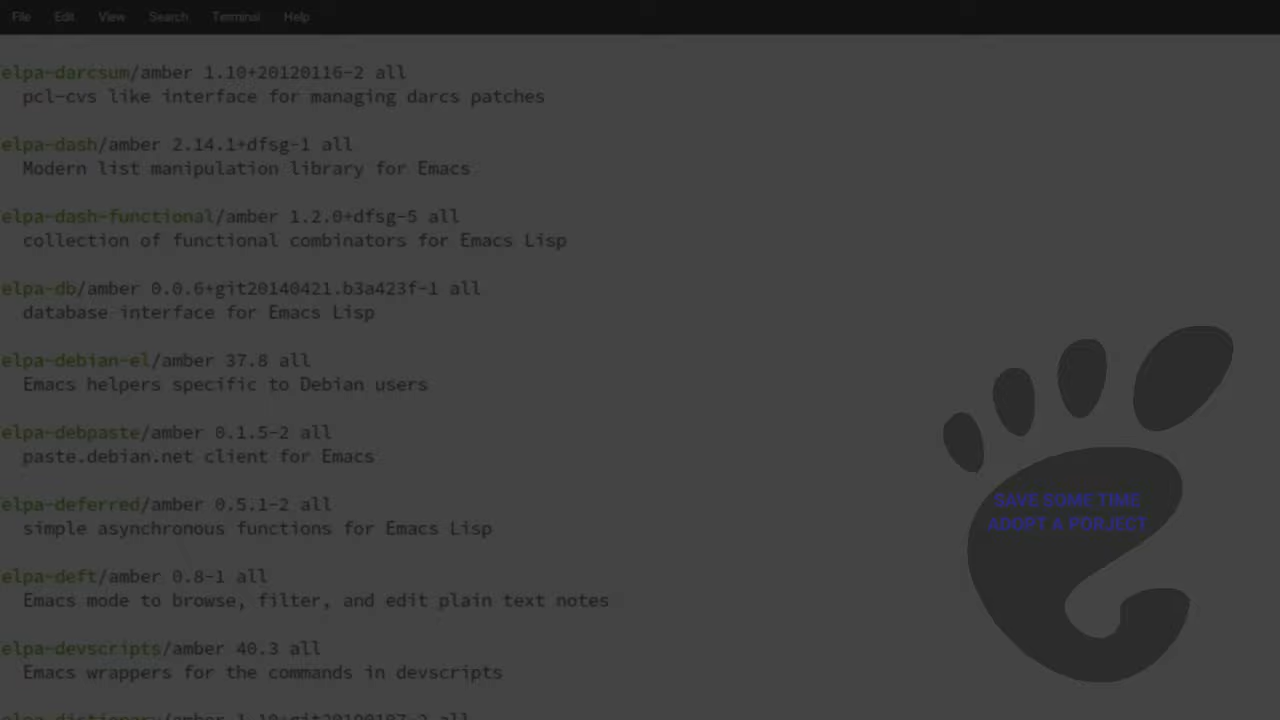 File Edit View Search Terminal Help
elpa-darcsum/amber 1.10+20120116-2 all
pcl-cvs like interface for managing darcs patches
elpa-dash/amber 2.14.1+dfsg-1 all
Modern list manipulation library for Emacs
elpa-dash-functional/amber 1.2.0+dfsg-5 all
collection of functional combinators for Emacs Lisp
elpa-db/amber 0.0.6+git20140421.b3a423f-1 all
database interface for Emacs Lisp
elpa-debian-el/amber 37.8 all
Emacs helpers specific to Debian users
elpa-debpaste/amber 0.1.5-2 all
paste.debian.net client for Emacs
elpa-deferred/amber 0.5.1-2 all
simple asynchronous functions for Emacs Lisp
elpa-deft/amber 0.8-1 all
Emacs mode to browse, filter, and edit plain text notes
elpa-devscripts/amber 40.3 all
Emacs wrappers for the commands in devscripts
SAVE SOME TIME
ADOPT A PORJECT